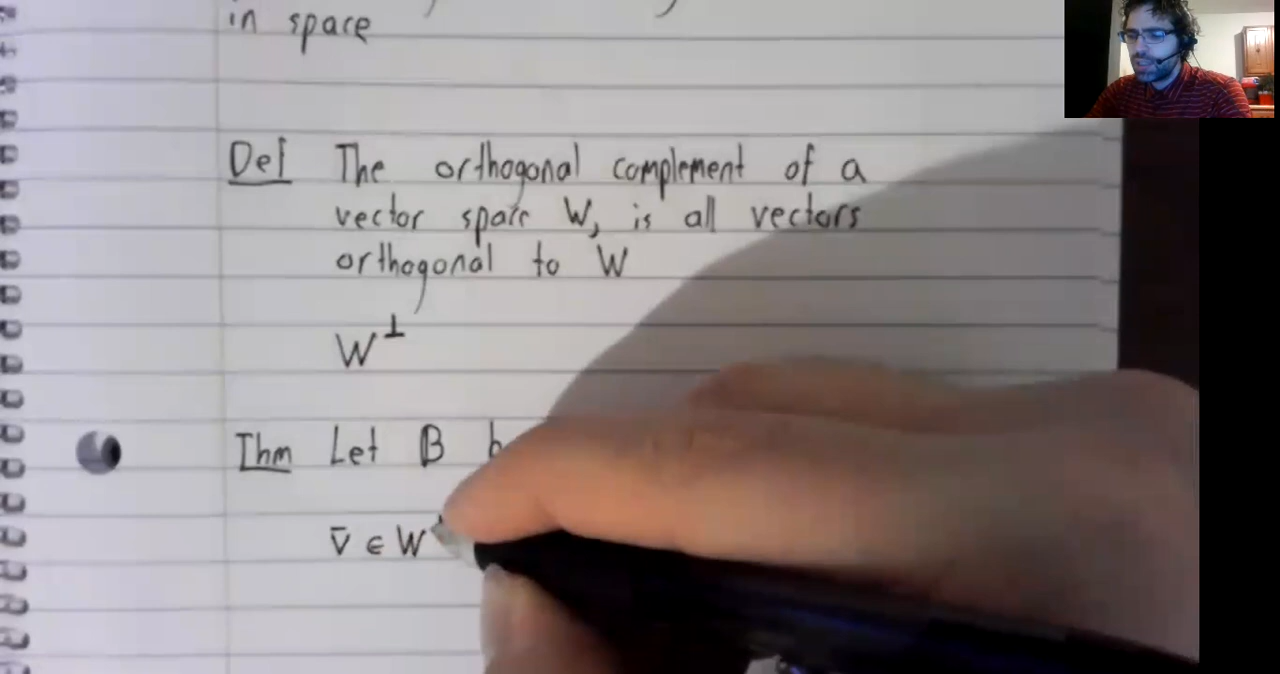 in space
Def The orthogonal complement of a
vector space W, is all vectors
orthogonal to W
W⊥
Thm Let B
v̄ ∈ W